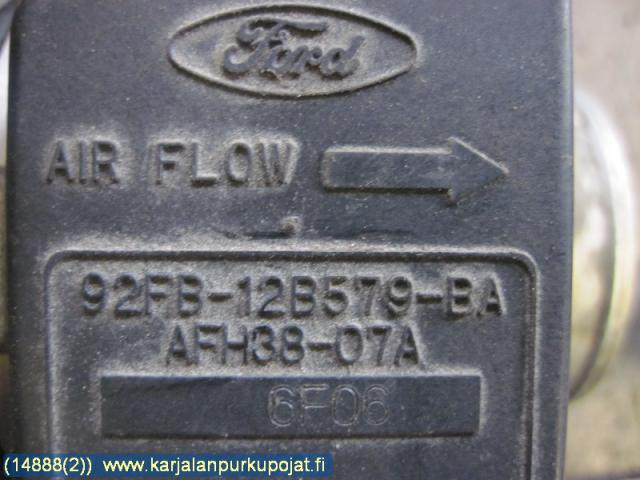 Ford
AIR FLOW
92FB-12B579-BA
AFH38-07A
6F06
(14888(2)) www.karjalanpurkupojat.fi